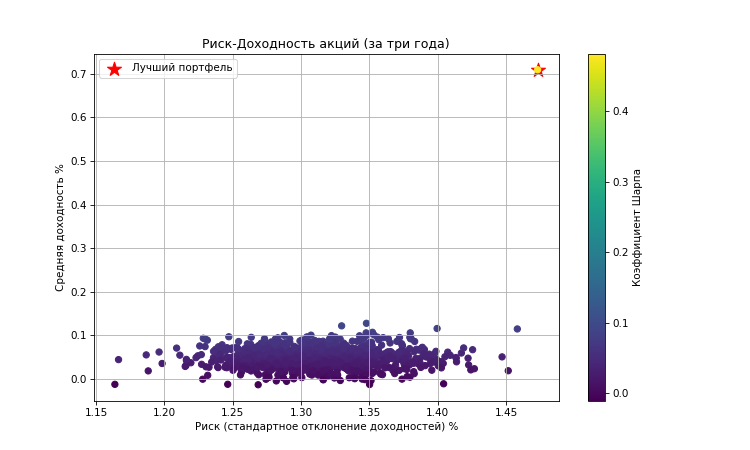 Риск-Доходность акций (за три года)
Лучший портфель
Средняя доходность %
0.7
0.6
0.5
0.4
0.3
0.2
0.1
0.0
1.15 1.20 1.25 1.30 1.35 1.40 1.45
Риск (стандартное отклонение доходностей) %
0.4
0.3
0.2
0.1
0.0
Коэффициент Шарпа